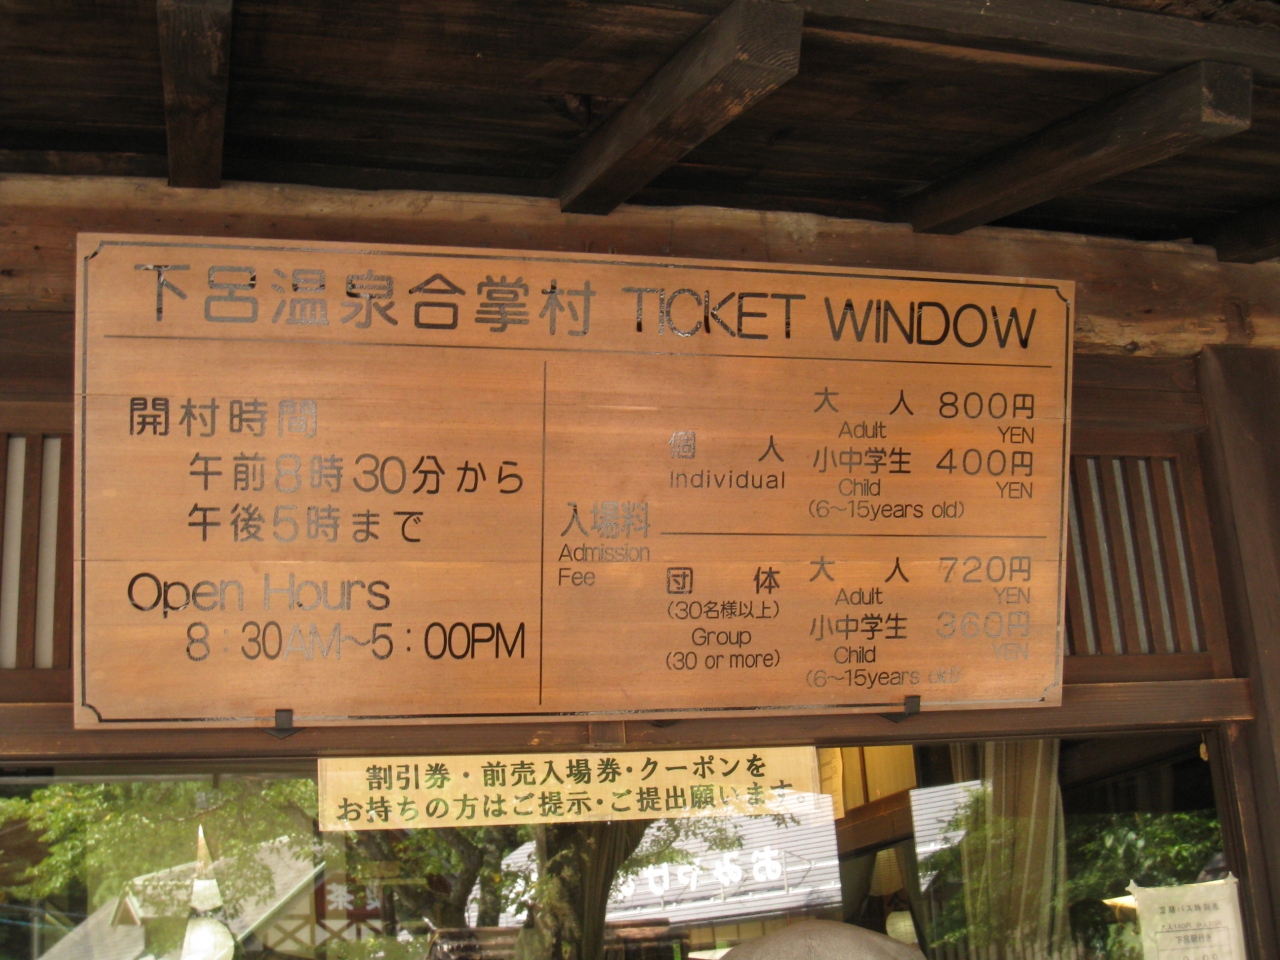 下呂温泉合掌村 TICKET WINDOW
開村時間
午前8時30分から
午後5時まで
Open Hours
8:30AM~5:00PM
入場料
Admission
Fee
個人
Individual
大人 800円
Adult YEN
小中学生 400円
Child YEN
(6~15years old)
団体
(30名様以上)
Group
(30 or more)
大人 720円
Adult YEN
小中学生 360円
Child YEN
(6~15years old)
割引券・前売入場券・クーポンを
お持ちの方はご提示・ご提出願います。